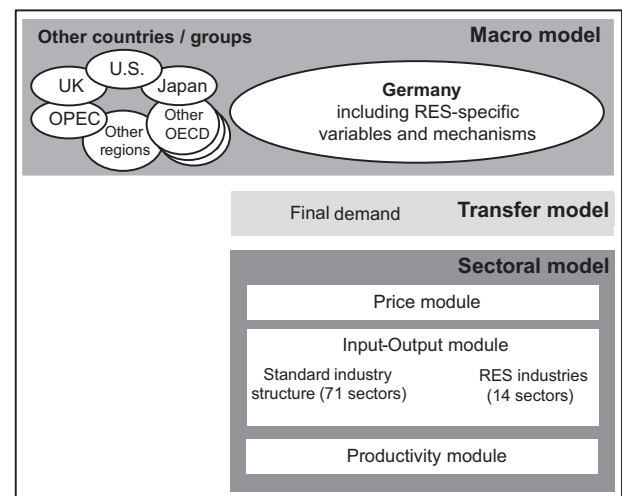 Other countries / groups
Macro model
U.S.
UK
Japan
OPEC
Other
regions
Other
OECD
Germany
including RES-specific
variables and mechanisms
Final demand
Transfer model
Sectoral model
Price module
Input-Output module
Standard industry
structure (71 sectors)
RES industries
(14 sectors)
Productivity module